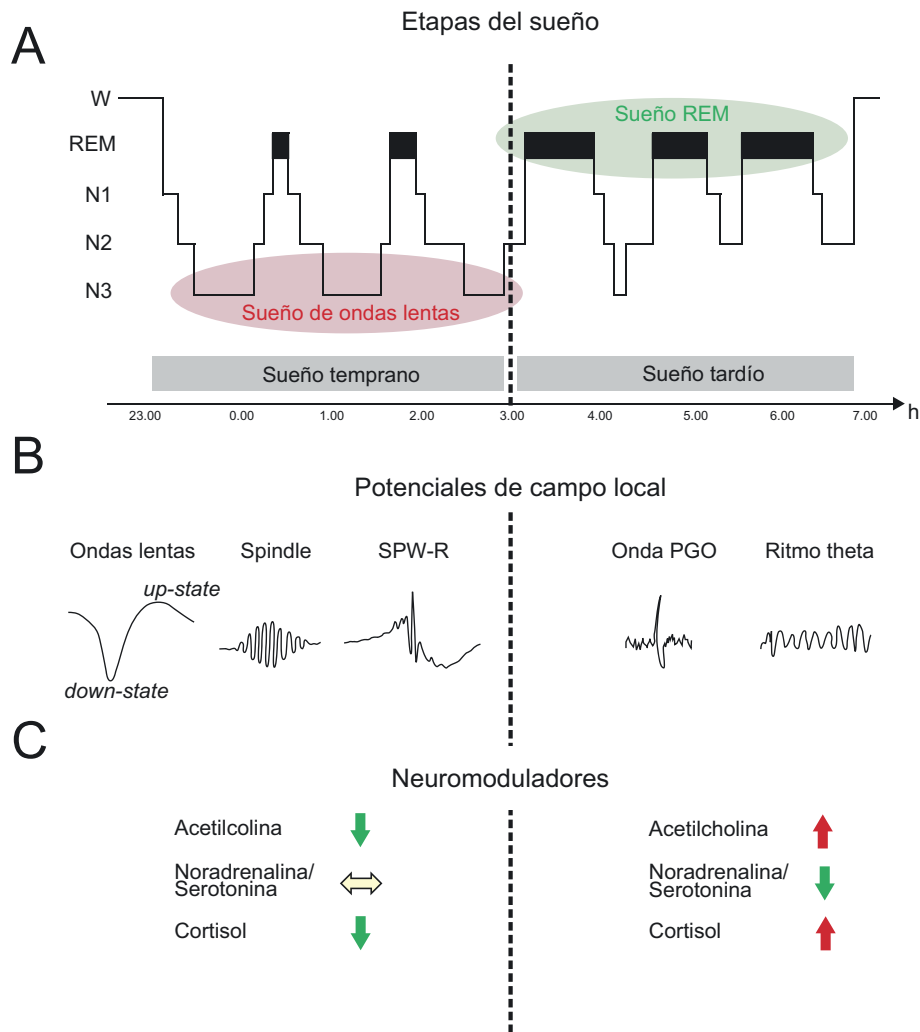 A
Etapas del sueño
W
REM
N1
N2
N3
Sueño REM
Sueño de ondas lentas
Sueño temprano
Sueño tardío
23.00 0.00 1.00 2.00 3.00 4.00 5.00 6.00 7.00 h
B
Potenciales de campo local
Ondas lentas Spindle SPW-R Onda PGO Ritmo theta
up-state
down-state
C
Neuromoduladores
Acetilcolina
Noradrenalina/
Serotonina
Cortisol
Acetilcholina
Noradrenalina/
Serotonina
Cortisol